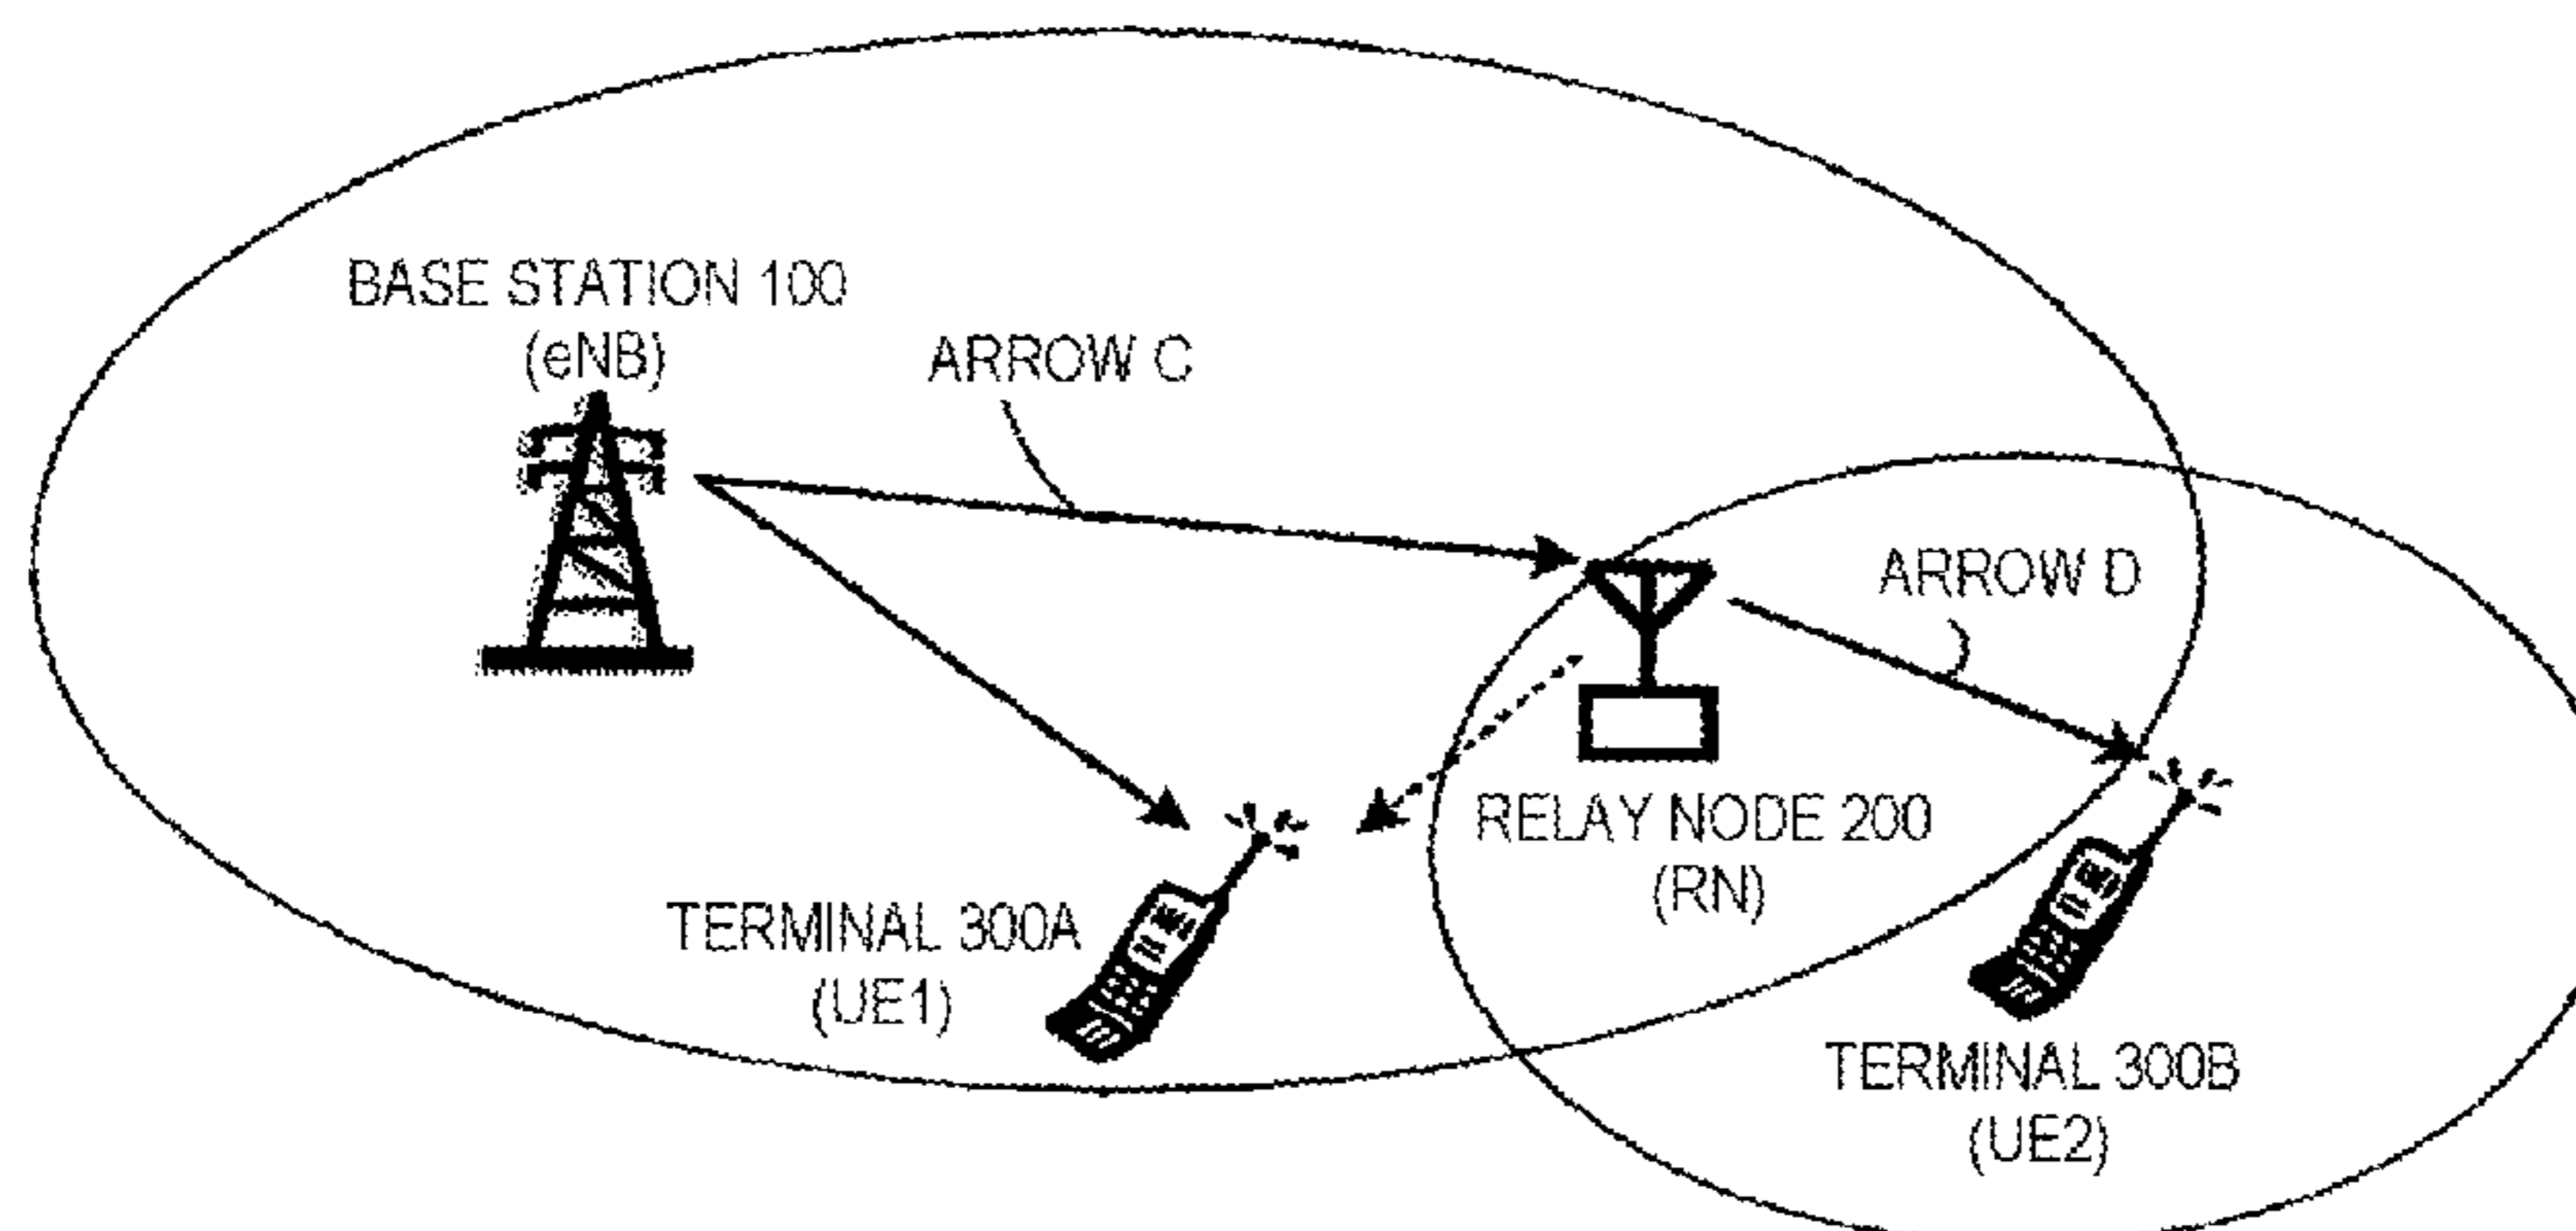 BASE STATION 100
(eNB)
ARROW C
ARROW D
RELAY NODE 200
(RN)
TERMINAL 300A
(UE1)
TERMINAL 300B
(UE2)